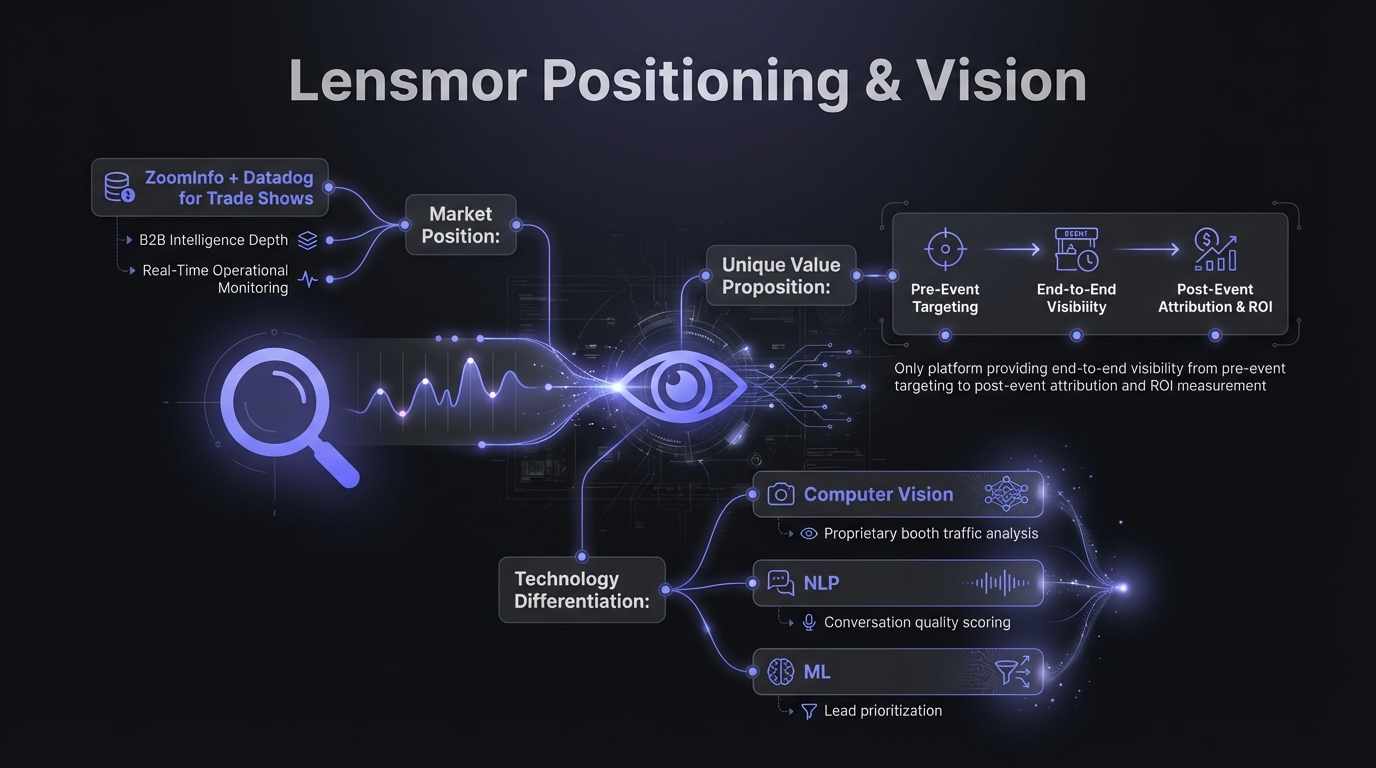 Lensmor Positioning & Vision
ZoomInfo + Datadog
for Trade Shows
B2B Intelligence Depth
Real-Time Operational
Monitoring
Market
Position:
Unique Value
Proposition:
Pre-Event
Targeting
End-to-End
Visibility
Post-Event
Attribution & ROI
Only platform providing end-to-end visibility from pre-event
targeting to post-event attribution and ROI measurement
Technology
Differentiation:
Computer Vision
Proprietary booth traffic analysis
NLP
Conversation quality scoring
ML
Lead prioritization